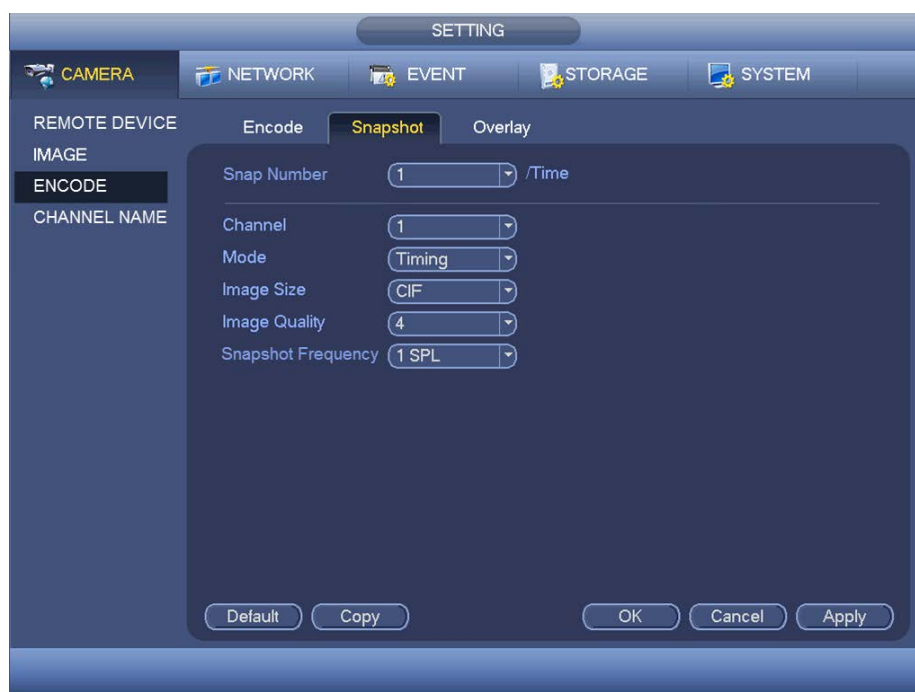 SETTING
CAMERA NETWORK EVENT STORAGE SYSTEM
REMOTE DEVICE
IMAGE
ENCODE
CHANNEL NAME
Encode Snapshot Overlay
Snap Number 1 /Time
Channel 1
Mode Timing
Image Size CIF
Image Quality 4
Snapshot Frequency 1 SPL
Default Copy OK Cancel Apply